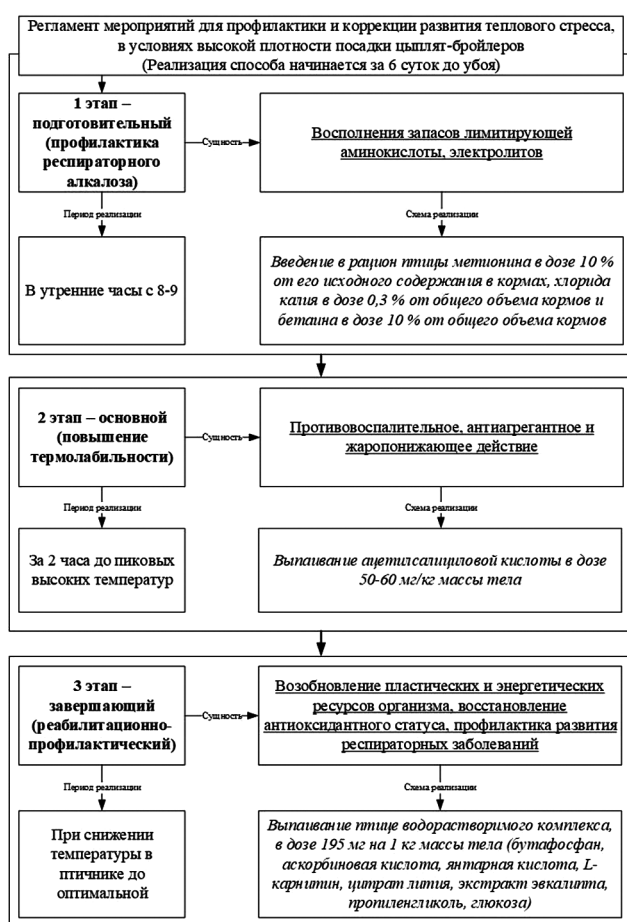 Регламент мероприятий для профилактики и коррекции развития теплового стресса,
в условиях высокой плотности посадки цыплят-бройлеров
(Реализация способа начинается за 6 суток до убоя)
1 этап –
подготовительный
(профилактика
респираторного
алкалоза)
Сущность
Восполнения запасов лимитирующей
аминокислоты, электролитов
Период реализации
Схема реализации
В утренние часы с 8-9
Введение в рацион птицы метионина в дозе 10 %
от его исходного содержания в кормах, хлорида
калия в дозе 0,3 % от общего объема кормов и
бетаина в дозе 10 % от общего объема кормов
2 этап – основной
(повышение
термолабильности)
Сущность
Противовоспалительное, антиагрегантное и
жаропонижающее действие
Период реализации
Схема реализации
За 2 часа до пиковых
высоких температур
Выпаивание ацетилсалициловой кислоты в дозе
50-60 мг/кг массы тела
3 этап –
завершающий
(реабилитационно-
профилактический)
Сущность
Возобновление пластических и энергетических
ресурсов организма, восстановление
антиоксидантного статуса, профилактика развития
респираторных заболеваний
Период реализации
Схема реализации
При снижении
температуры в
птичнике до
оптимальной
Выпаивание птице водорастворимого комплекса,
в дозе 195 мг на 1 кг массы тела (бутафосфан,
аскорбиновая кислота, янтарная кислота, L-
карнитин, цитрат лития, экстракт эвкалипта,
пропиленгликоль, глюкоза)